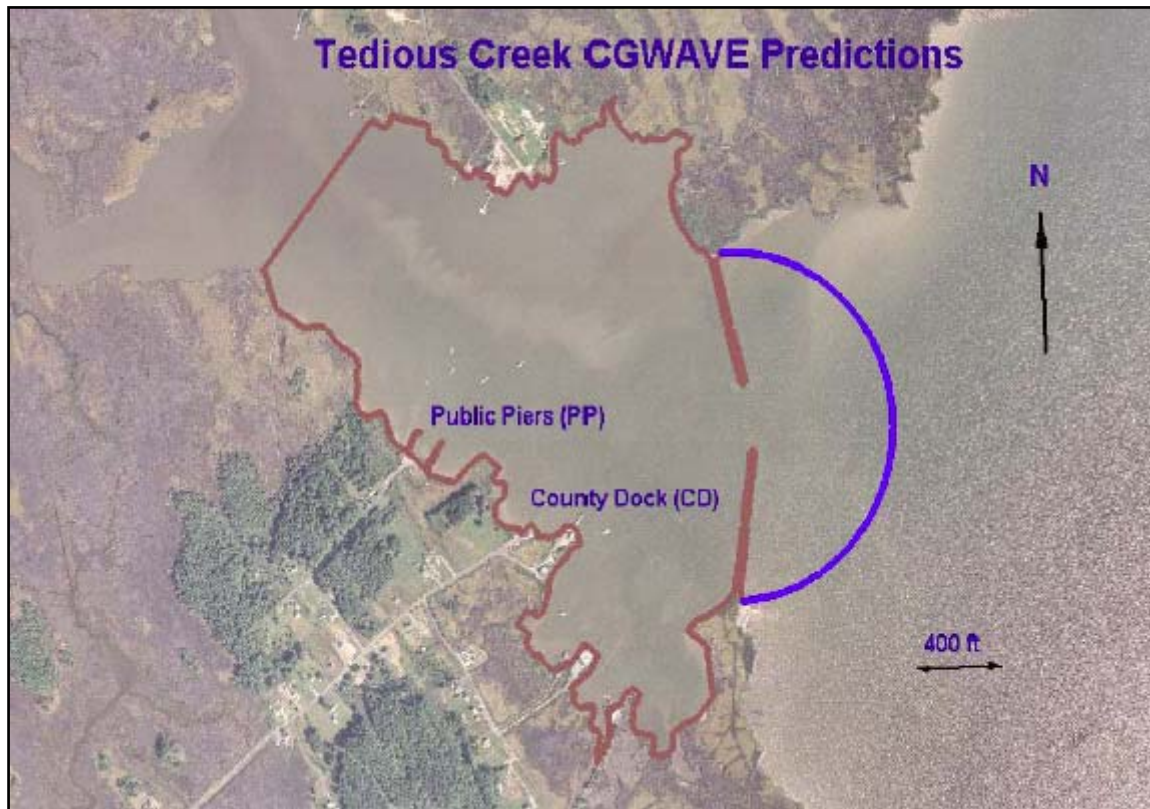 Tedious Creek CGWAVE Predictions
N
Public Piers (PP)
County Dock (CD)
400 ft